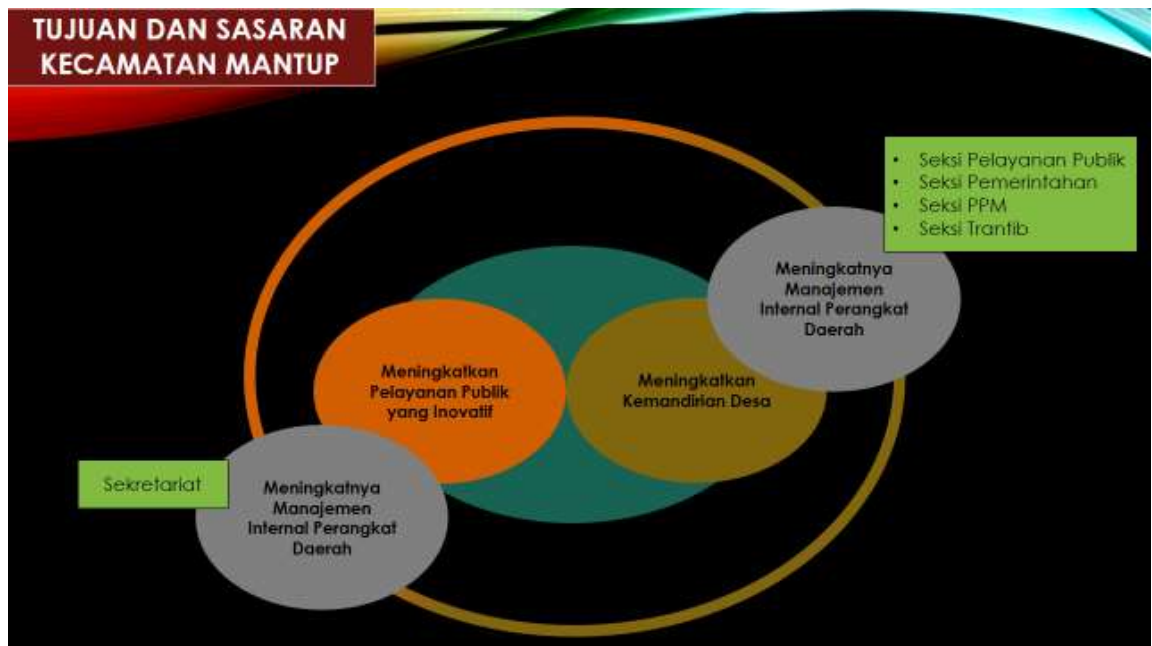 TUJUAN DAN SASARAN
KECAMATAN MANTUP
• Seksi Pelayanan Publik
• Seksi Pemerintahan
• Seksi PPM
• Seksi Trantib
Meningkatnya
Manajemen
Internal Perangkat
Daerah
Meningkatkan
Pelayanan Publik
yang Inovatif
Meningkatkan
Kemandirian Desa
Sekretariat
Meningkatnya
Manajemen
Internal Perangkat
Daerah